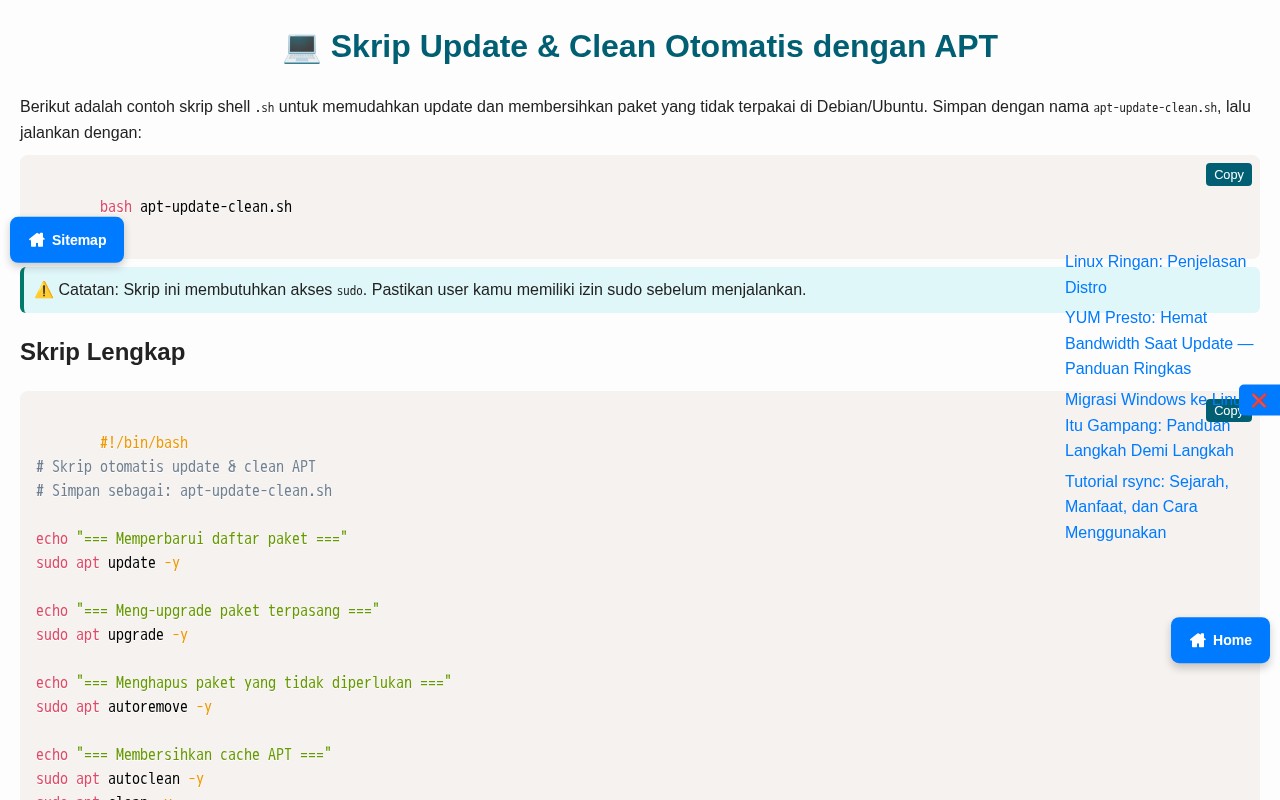 💻 Skrip Update & Clean Otomatis dengan APT
Berikut adalah contoh skrip shell .sh untuk memudahkan update dan membersihkan paket yang tidak terpakai di Debian/Ubuntu. Simpan dengan nama apt-update-clean.sh, lalu
jalankan dengan:
Copy
bash apt-update-clean.sh
Sitemap
⚠️ Catatan: Skrip ini membutuhkan akses sudo. Pastikan user kamu memiliki izin sudo sebelum menjalankan.
Skrip Lengkap
Copy
#!/bin/bash
# Skrip otomatis update & clean APT
# Simpan sebagai: apt-update-clean.sh
echo "=== Memperbarui daftar paket ==="
sudo apt update -y
echo "=== Meng-upgrade paket terpasang ==="
sudo apt upgrade -y
echo "=== Menghapus paket yang tidak diperlukan ==="
sudo apt autoremove -y
echo "=== Membersihkan cache APT ==="
sudo apt autoclean -y
sudo apt clean -y
Linux Ringan: Penjelasan
Distro
YUM Presto: Hemat
Bandwidth Saat Update —
Panduan Ringkas
Migrasi Windows ke
Itu Gampang: Panduan
Langkah Demi Langkah
Tutorial rsync: Sejarah,
Manfaat, dan Cara
Menggunakan
Home